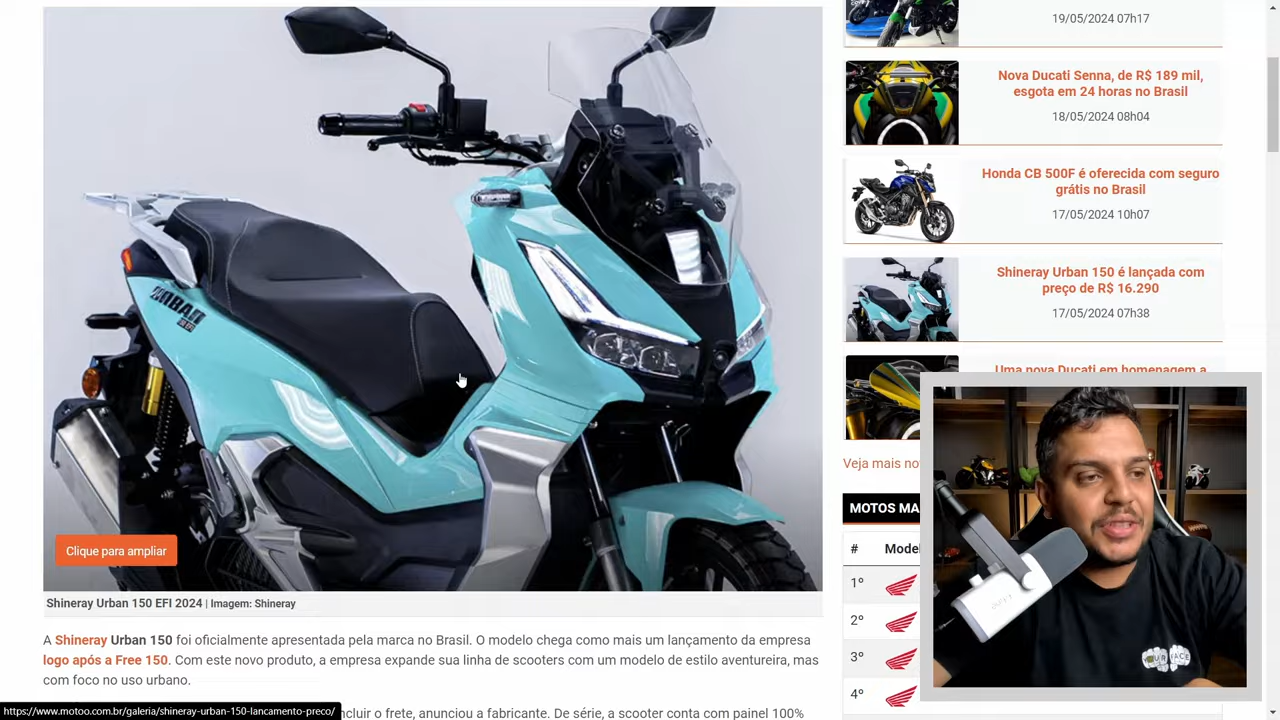 Clique para ampliar
Shineray Urban 150 EFI 2024 | Imagem: Shineray
A Shineray Urban 150 foi oficialmente apresentada pela marca no Brasil. O modelo chega como mais um lançamento da empresa
logo após a Free 150. Com este novo produto, a empresa expande sua linha de scooters com um modelo de estilo aventureira, mas
com foco no uso urbano.
ncluir o frete, anunciou a fabricante. De série, a scooter conta com painel 100%
https://www.motoo.com.br/galeria/shineray-urban-150-lancamento-preco/
19/05/2024 07h17
Nova Ducati Senna, de R$ 189 mil,
esgota em 24 horas no Brasil
18/05/2024 08h04
Honda CB 500F é oferecida com seguro
grátis no Brasil
17/05/2024 10h07
Shineray Urban 150 é lançada com
preço de R$ 16.290
17/05/2024 07h38
Uma nova Ducati em homenagem a
Veja mais no
MOTOS MA
# Model
1º
2º
3º
4º